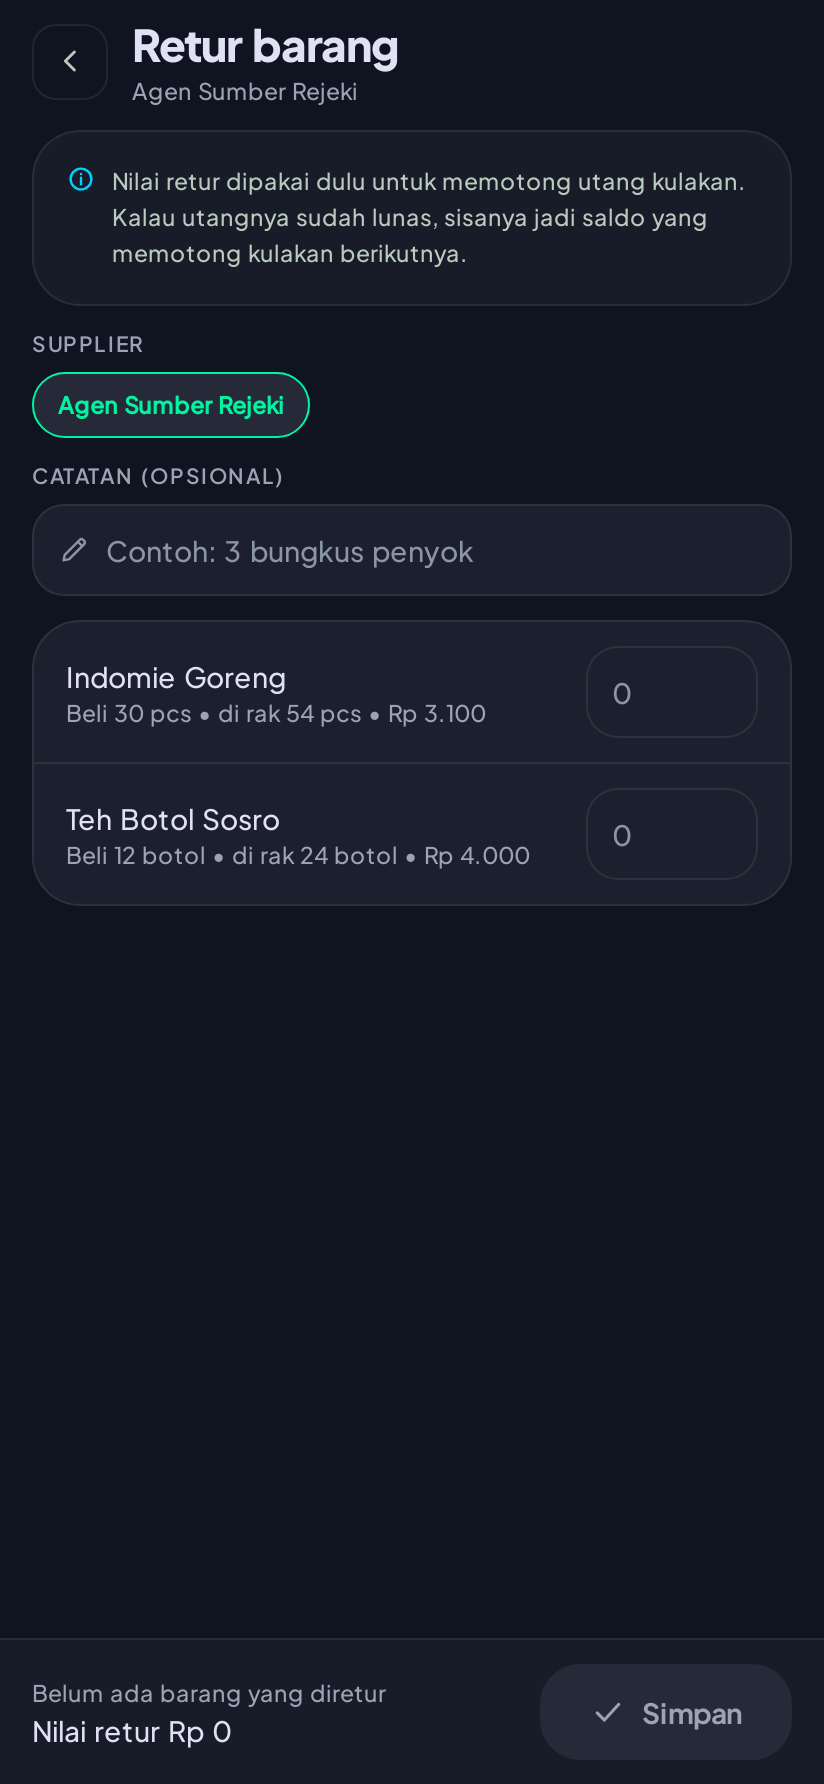 Retur barang
Agen Sumber Rejeki
Nilai retur dipakai dulu untuk memotong utang kulakan.
Kalau utangnya sudah lunas, sisanya jadi saldo yang
memotong kulakan berikutnya.
SUPPLIER
Agen Sumber Rejeki
CATATAN (OPSIONAL)
Contoh: 3 bungkus penyok
Indomie Goreng
Beli 30 pcs • di rak 54 pcs • Rp 3.100
0
Teh Botol Sosro
Beli 12 botol • di rak 24 botol • Rp 4.000
0
Belum ada barang yang diretur
Nilai retur Rp 0
Simpan